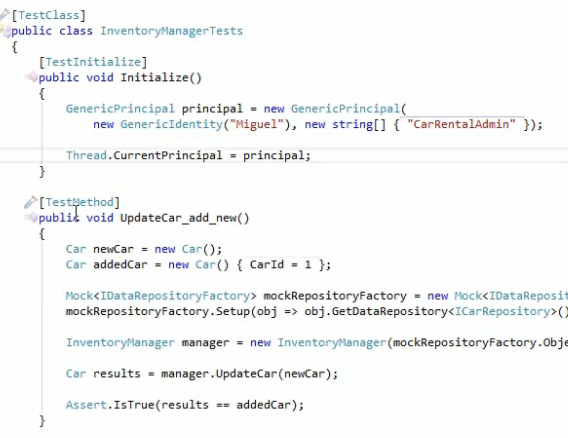 [TestClass]
public class InventoryManagerTests
{
[TestInitialize]
public void Initialize()
{
GenericPrincipal principal = new GenericPrincipal(
new GenericIdentity("Miguel"), new string[] { "CarRentalAdmin" });
Thread.CurrentPrincipal = principal;
}
[TestMethod]
public void UpdateCar_add_new()
{
Car newCar = new Car();
Car addedCar = new Car() { CarId = 1 };
Mock<IDataRepositoryFactory> mockRepositoryFactory = new Mock<IDataReposit
mockRepositoryFactory.Setup(obj => obj.GetDataRepository<ICarRepository>()
InventoryManager manager = new InventoryManager(mockRepositoryFactory.Obje
Car results = manager.UpdateCar(newCar);
Assert.IsTrue(results == addedCar);
}